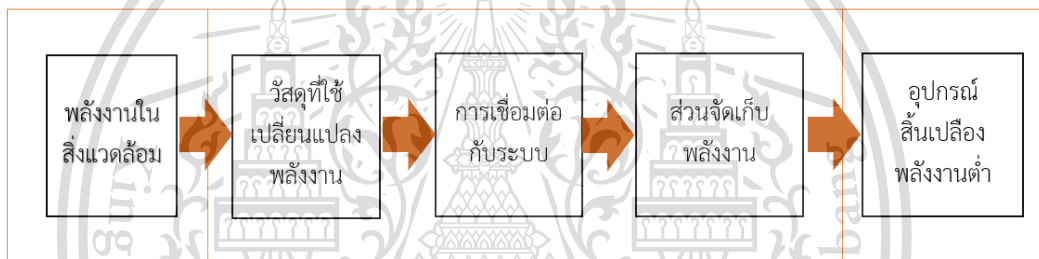 พลังงานใน
สิ่งแวดล้อม
วัสดุที่ใช้
เปลี่ยนแปลง
พลังงาน
การเชื่อมต่อ
กับระบบ
ส่วนจัดเก็บ
พลังงาน
อุปกรณ์
สิ้นเปลือง
พลังงานต่ำ
King
bang